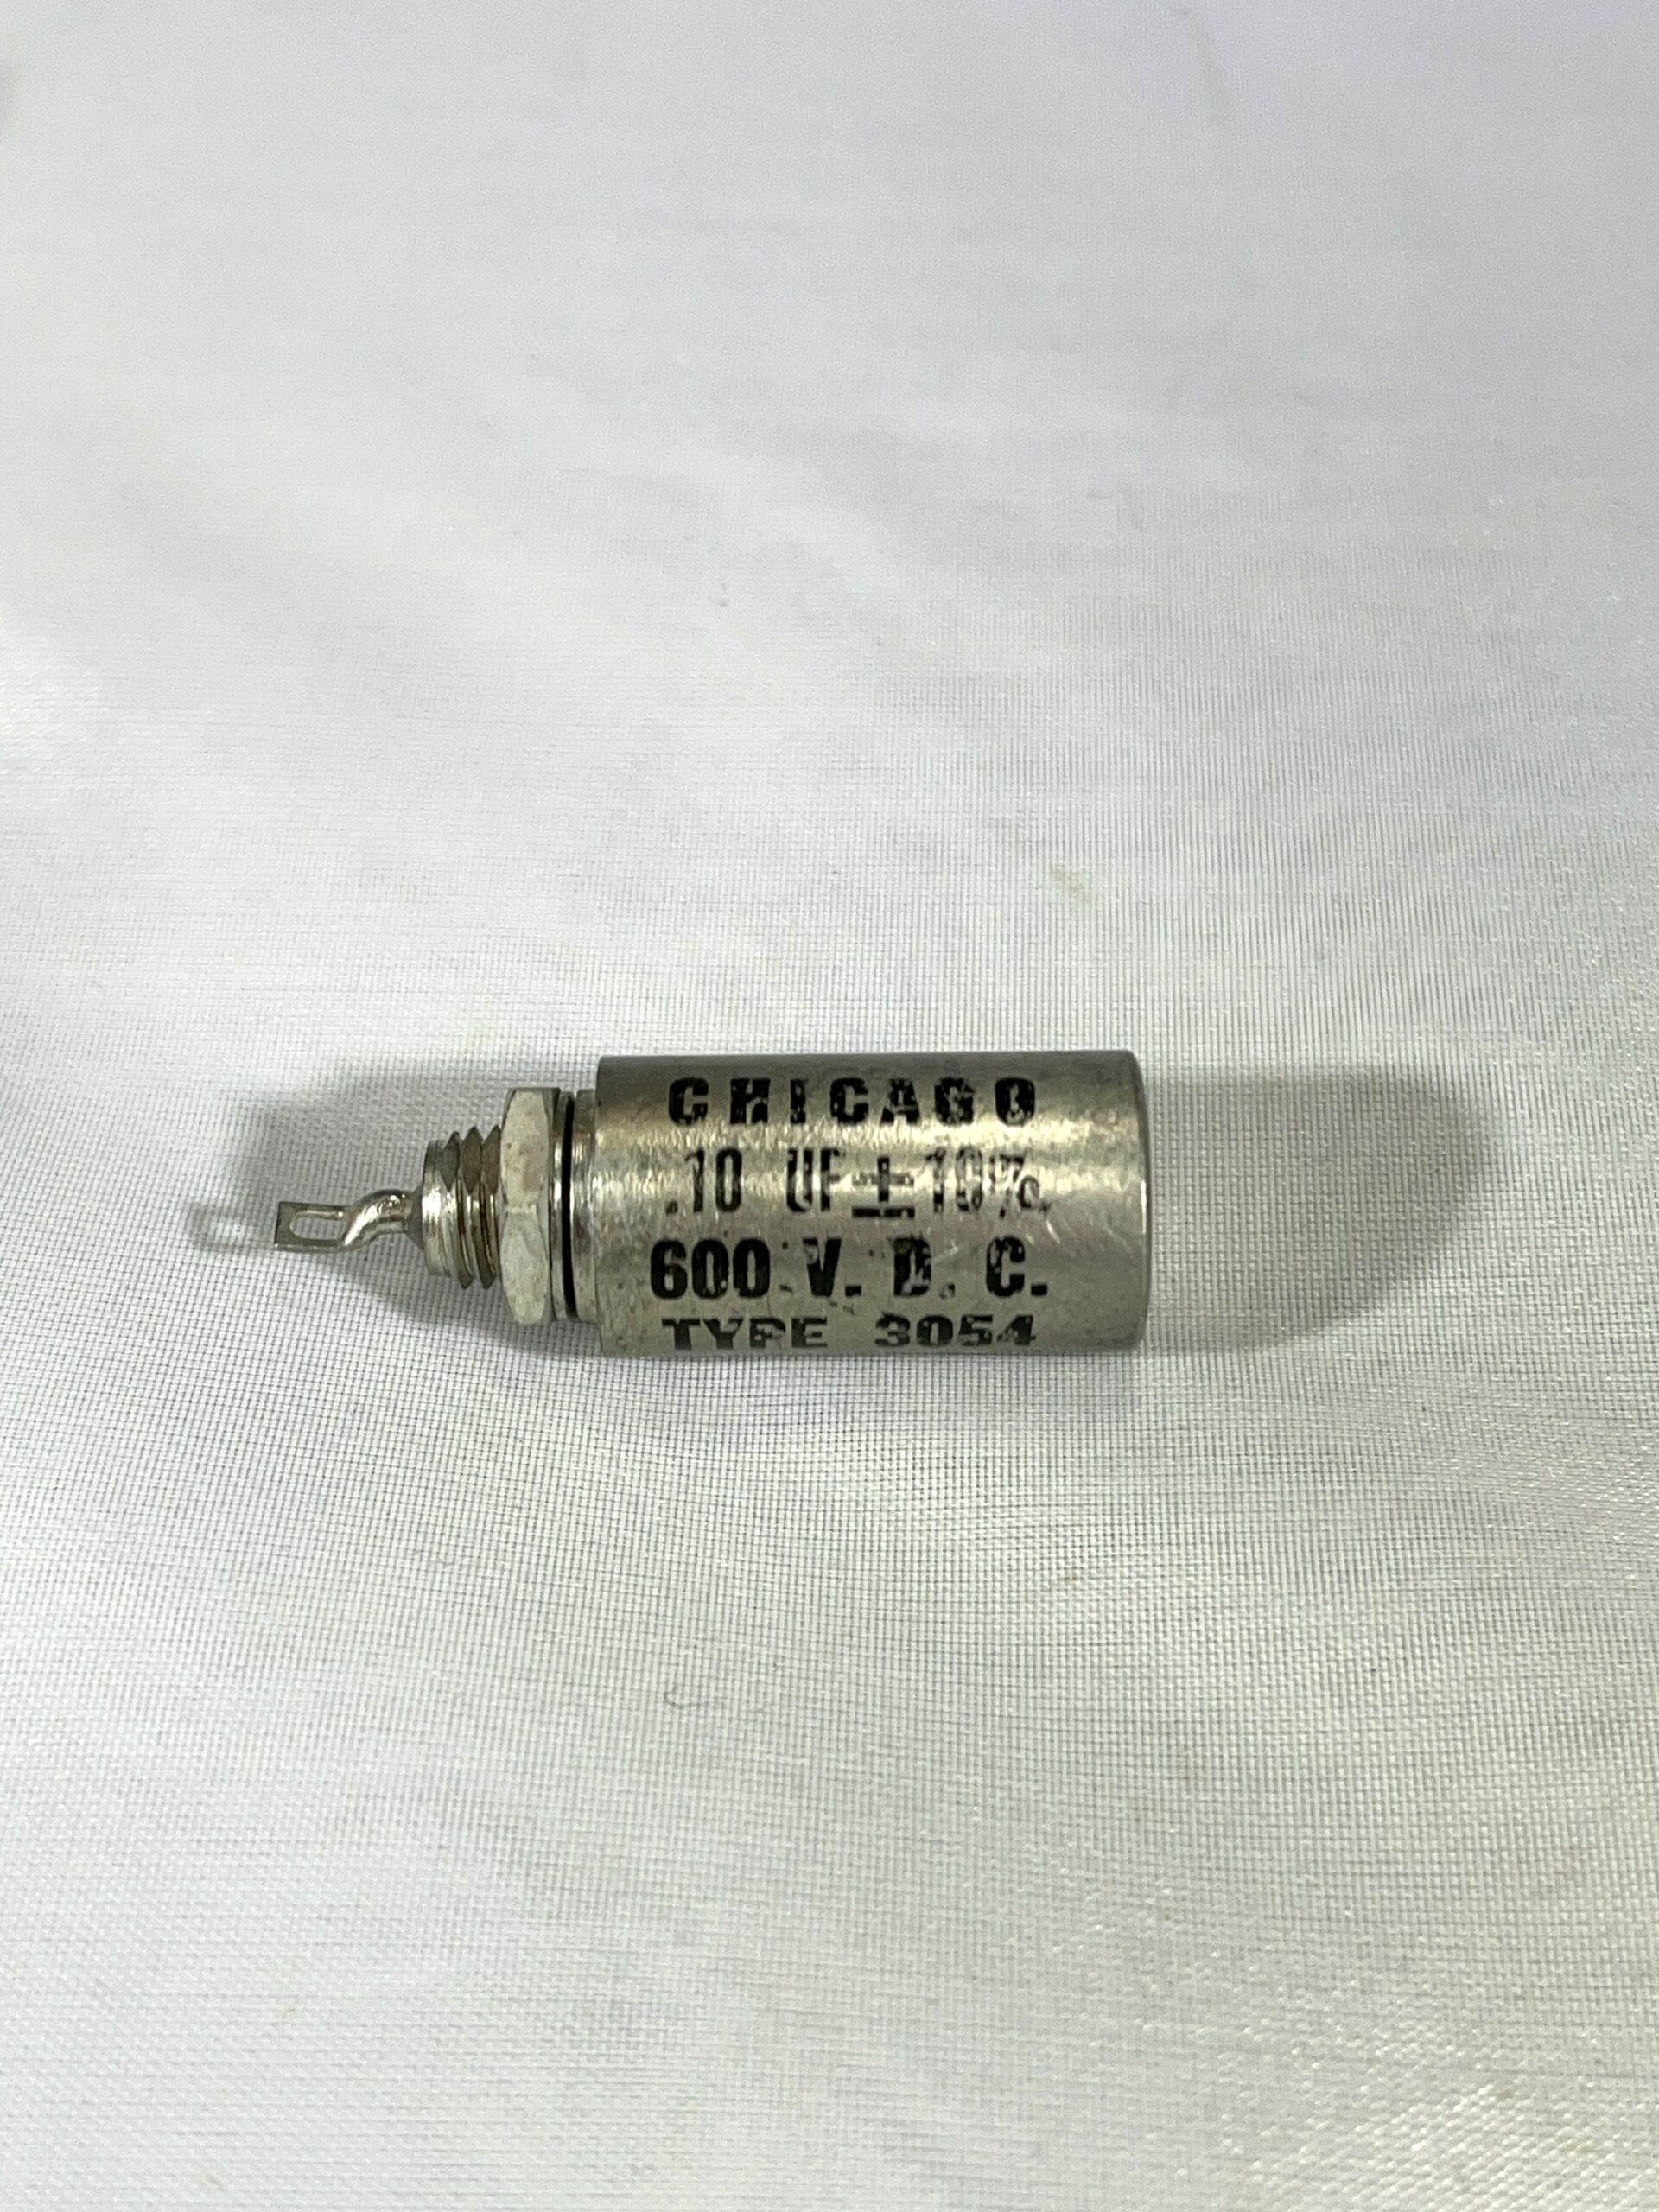 CHICAGO
.10 UF ± 10%
600 V. D. C.
TYPE 3054